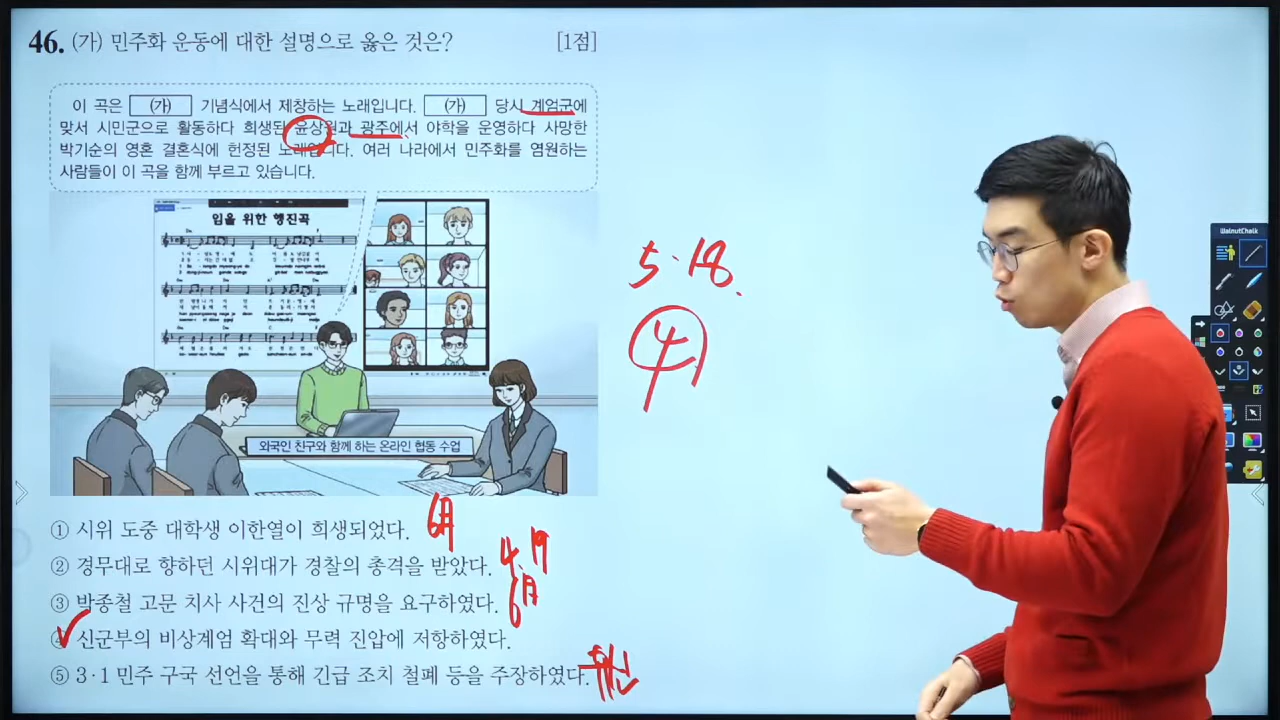 46. (가) 민주화 운동에 대한 설명으로 옳은 것은? [1점]
이 곡은 (가) 기념식에서 제창하는 노래입니다. (가) 당시 계엄군에
맞서 시민군으로 활동하다 희생된 윤상원과 광주에서 야학을 운영하다 사망한
박기순의 영혼 결혼식에 헌정된 노래입니다. 여러 나라에서 민주화를 염원하는
사람들이 이 곡을 함께 부르고 있습니다.
임을 위한 행진곡
외국인 친구와 함께 하는 온라인 협동 수업
① 시위 도중 대학생 이한열이 희생되었다. 6月
② 경무대로 향하던 시위대가 경찰의 총격을 받았다. 4.19
③ 박종철 고문 치사 사건의 진상 규명을 요구하였다. 6月
④ 신군부의 비상계엄 확대와 무력 진압에 저항하였다.
⑤ 3·1 민주 구국 선언을 통해 긴급 조치 철폐 등을 주장하였다. 유신
5·18.
④
WalnutChalk